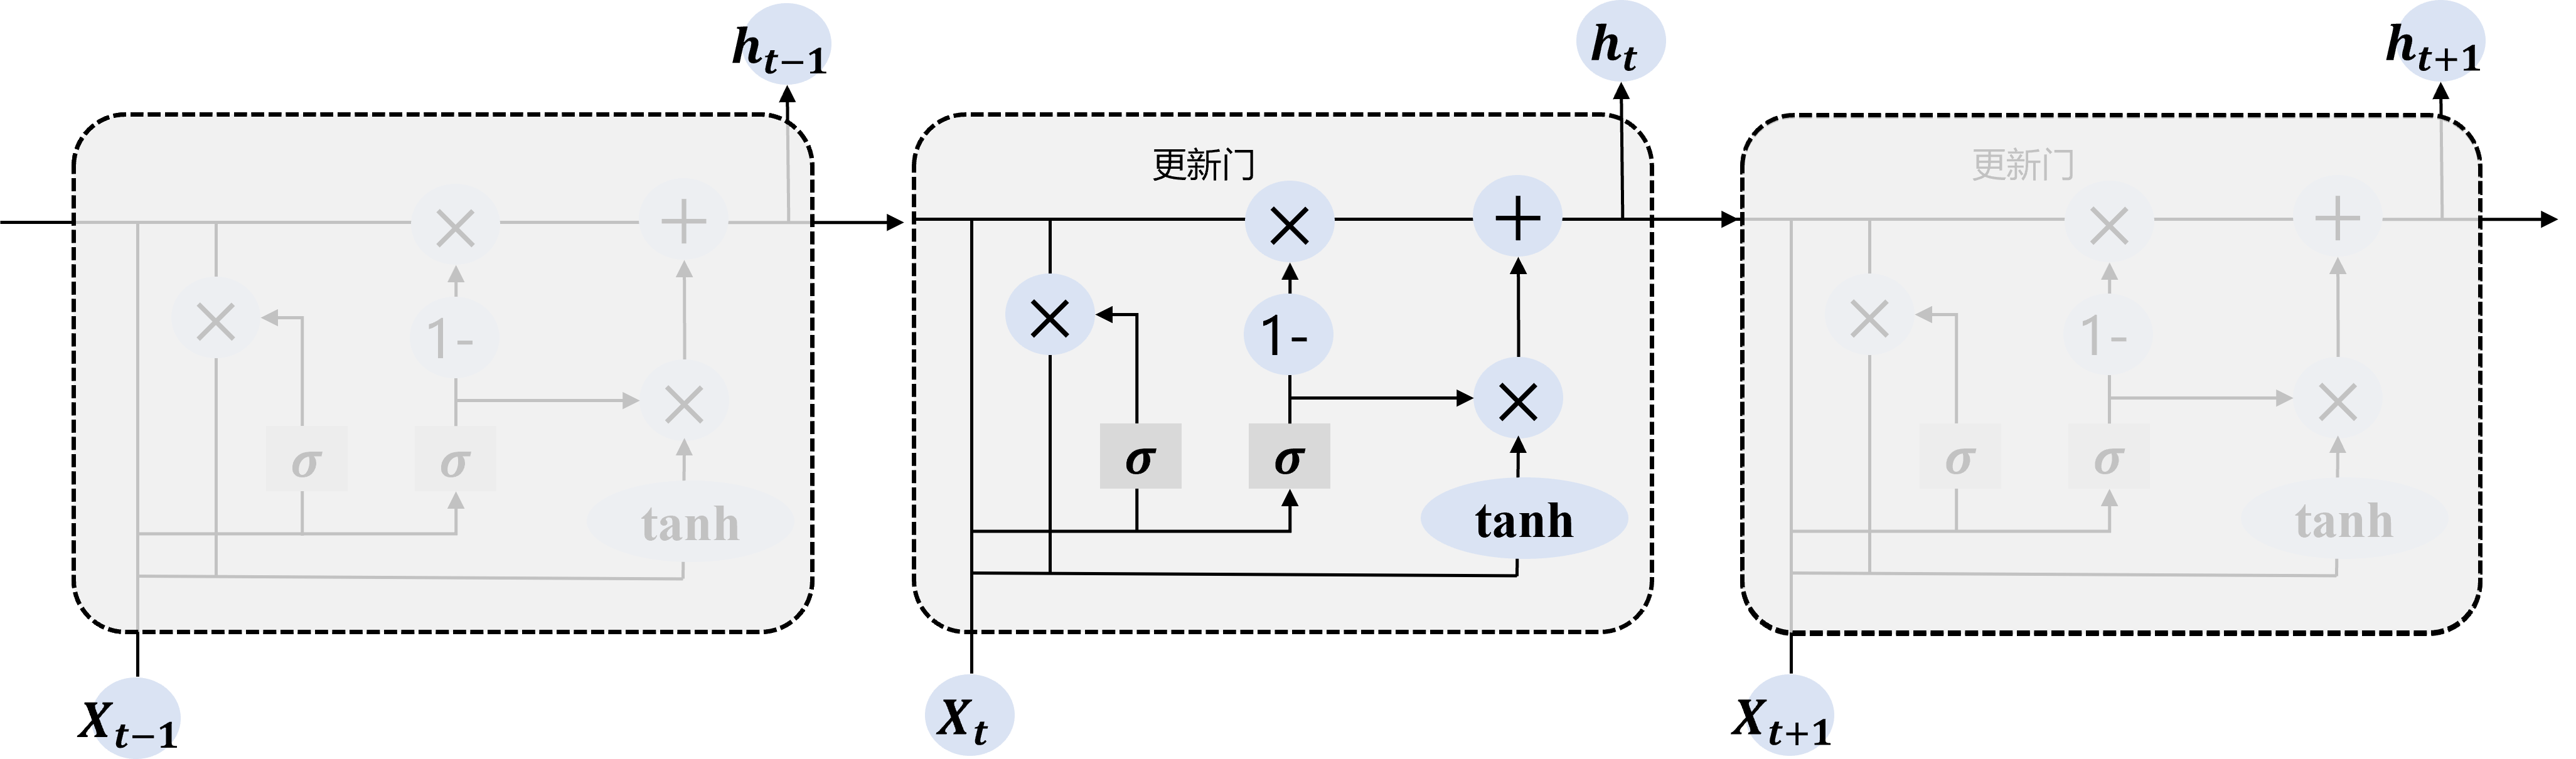 h_{t−1}
h_t
h_{t+1}
更新门
更新门
× +
× 1-
×
σ σ
tanh
× +
× 1-
×
σ σ
tanh
× +
× 1-
×
σ σ
tanh
X_{t−1}
X_t
X_{t+1}